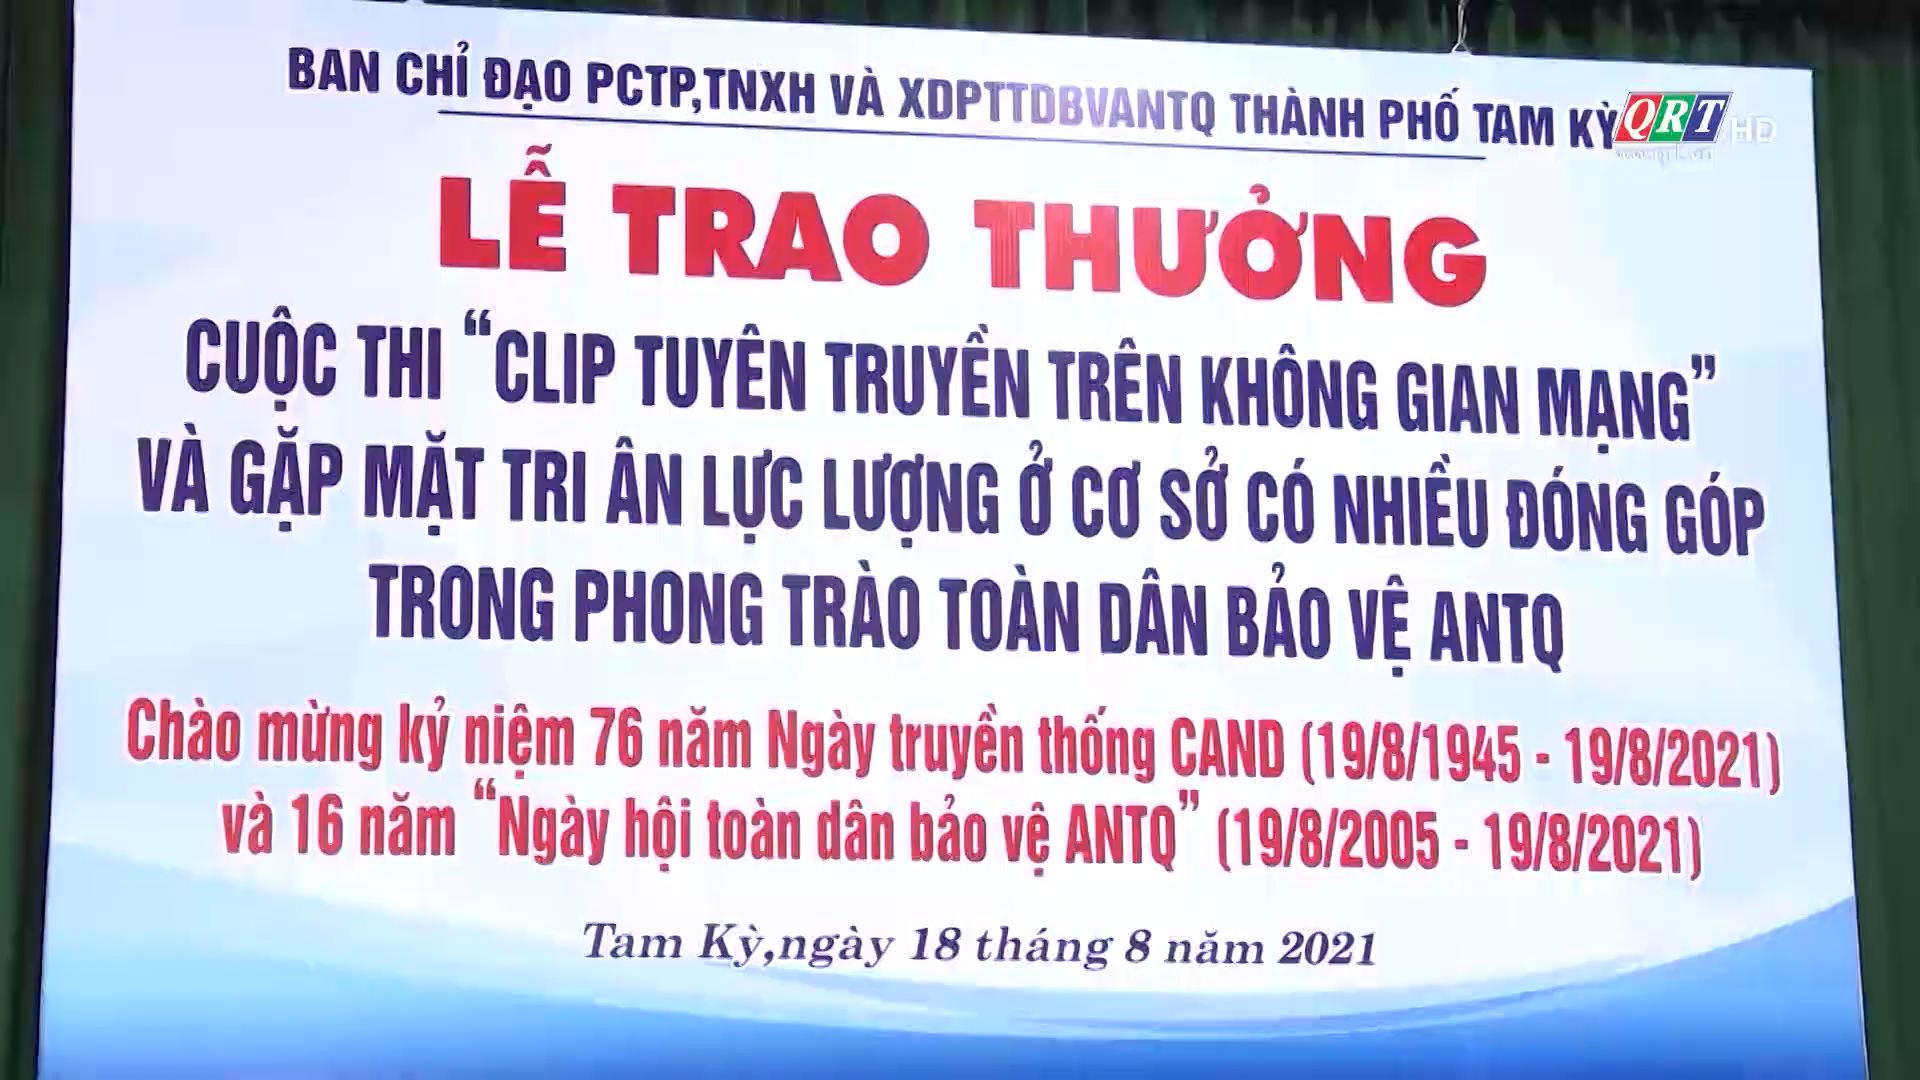 BAN CHỈ ĐẠO PCTP,TNXH VÀ XDPTTDBVANTQ THÀNH PHỐ TAM KỲ
QRT HD
www.qrt.vn
LỄ TRAO THƯỞNG
CUỘC THI “CLIP TUYÊN TRUYỀN TRÊN KHÔNG GIAN MẠNG”
VÀ GẶP MẶT TRI ÂN LỰC LƯỢNG Ở CƠ SỞ CÓ NHIỀU ĐÓNG GÓP
TRONG PHONG TRÀO TOÀN DÂN BẢO VỆ ANTQ
Chào mừng kỷ niệm 76 năm Ngày truyền thống CAND (19/8/1945 - 19/8/2021)
và 16 năm “Ngày hội toàn dân bảo vệ ANTQ” (19/8/2005 - 19/8/2021)
Tam Kỳ,ngày 18 tháng 8 năm 2021